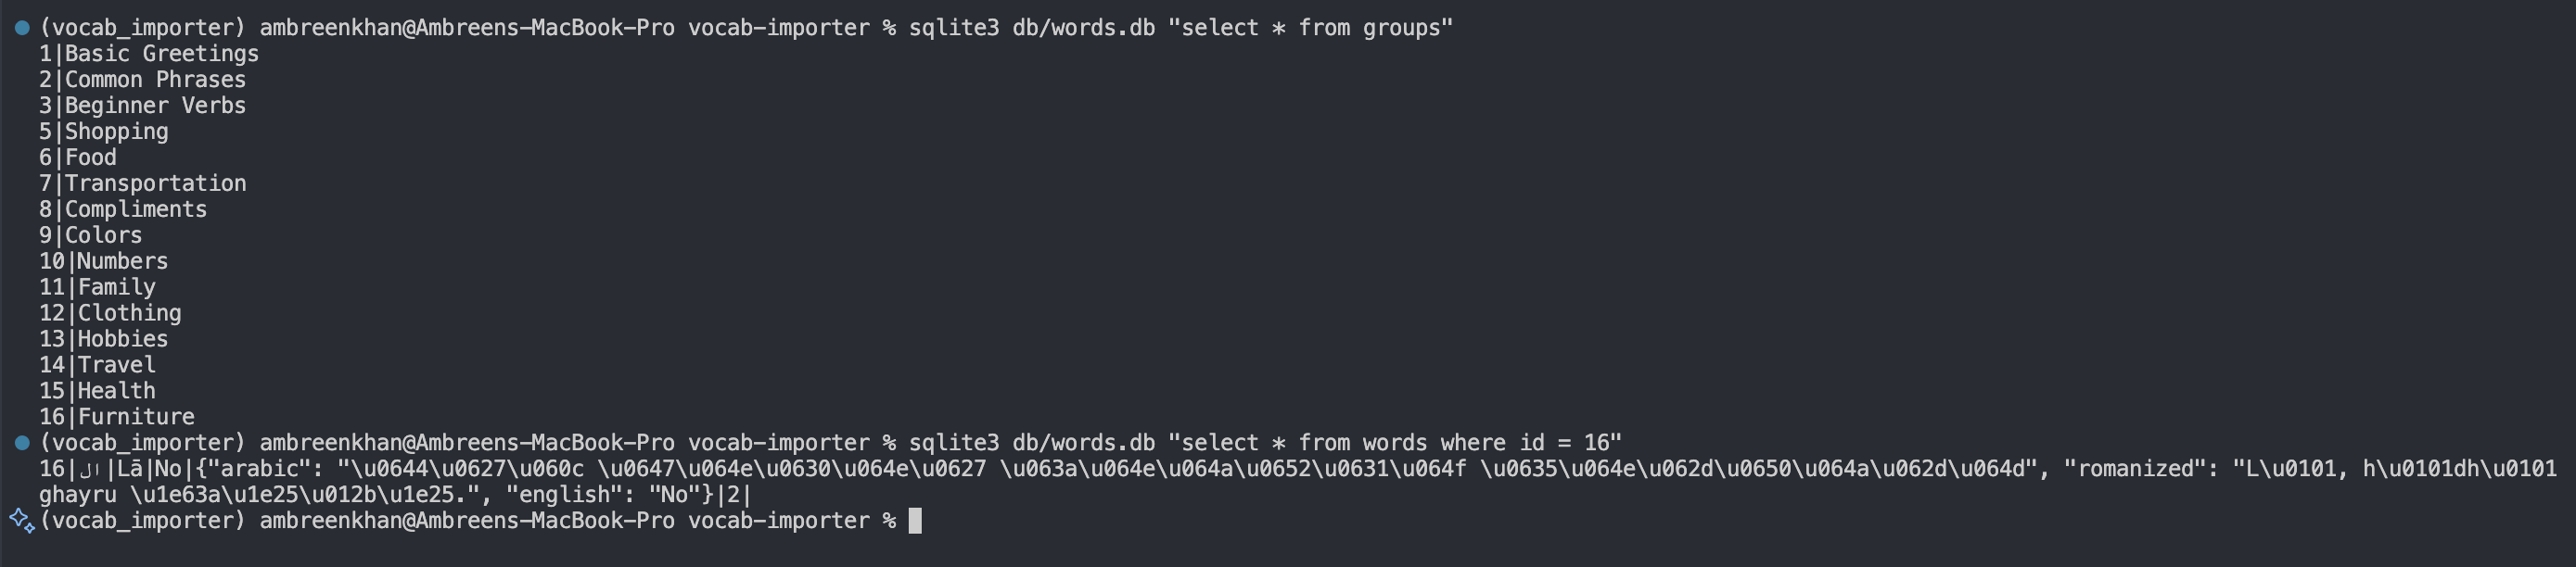 (vocab_importer) ambreenkhan@Ambreens-MacBook-Pro vocab-importer % sqlite3 db/words.db "select * from groups"
1|Basic Greetings
2|Common Phrases
3|Beginner Verbs
5|Shopping
6|Food
7|Transportation
8|Compliments
9|Colors
10|Numbers
11|Family
12|Clothing
13|Hobbies
14|Travel
15|Health
16|Furniture
(vocab_importer) ambreenkhan@Ambreens-MacBook-Pro vocab-importer % sqlite3 db/words.db "select * from words where id = 16"
16|لا|Lā|No|{"arabic": "\u0644\u0627\u060c \u0647\u064e\u0630\u064e\u0627 \u063a\u064e\u064a\u0652\u0631\u064f \u0635\u064e\u062d\u0650\u064a\u062d\u064d", "romanized": "L\u0101, h\u0101dh\u0101
ghayru \u1e63a\u1e25\u012b\u1e25.", "english": "No"}|2|
(vocab_importer) ambreenkhan@Ambreens-MacBook-Pro vocab-importer %